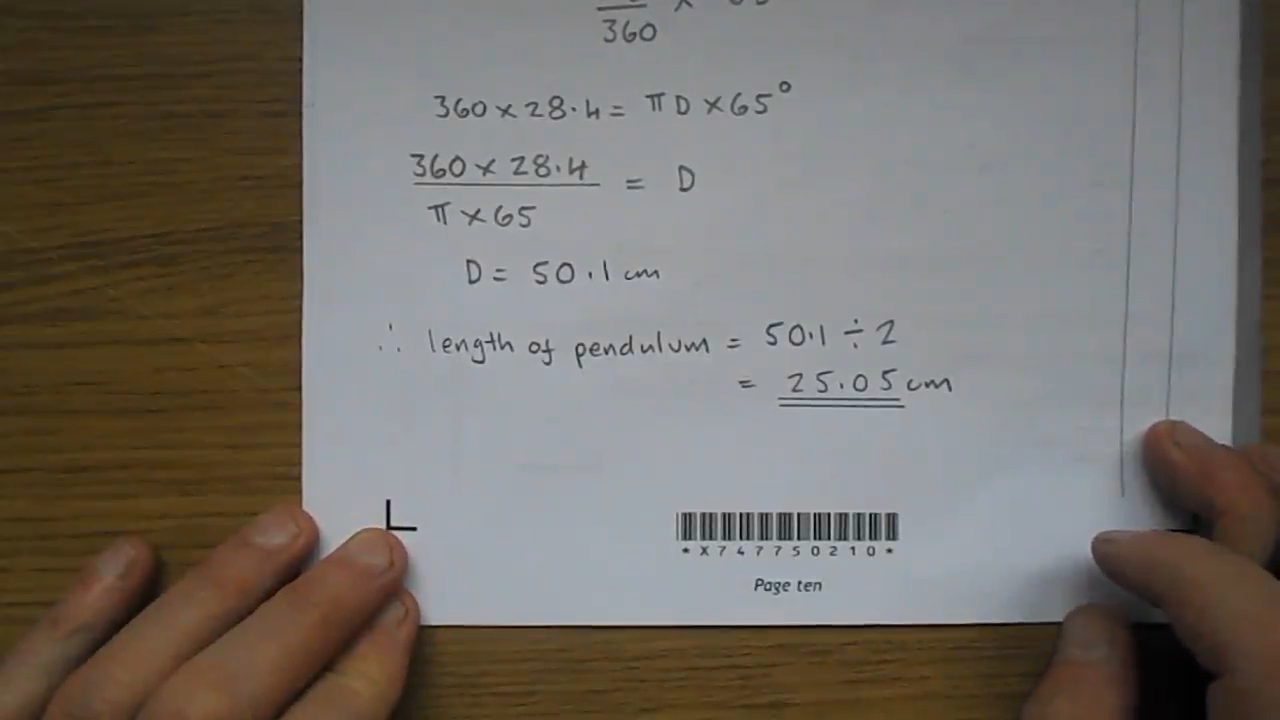 360
360 × 28.4 = πD × 65°
360 × 28.4
π × 65
= D
D = 50.1 cm
∴ length of pendulum = 50.1 ÷ 2
= 25.05 cm
*X747750210*
Page ten